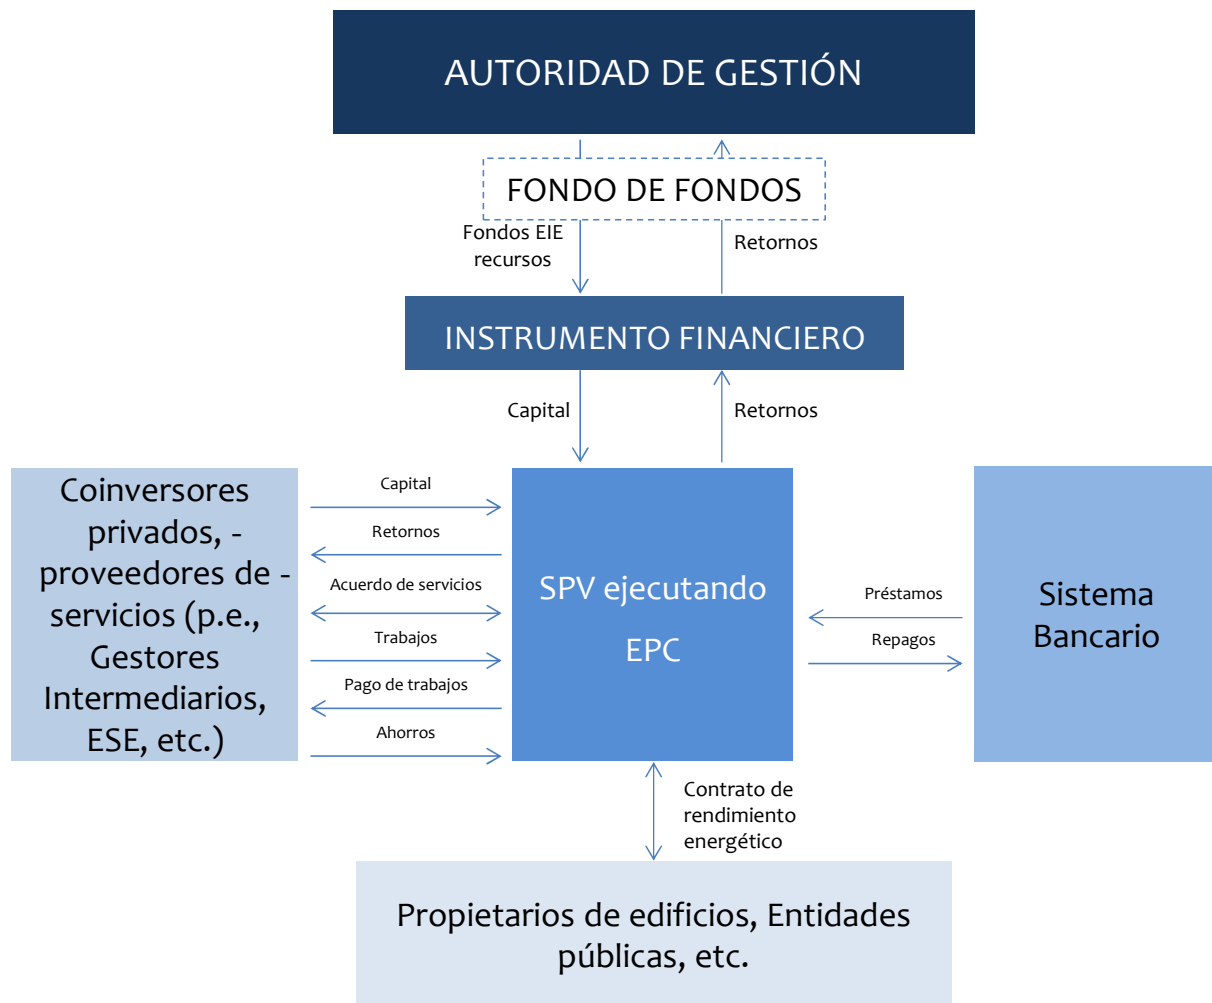 AUTORIDAD DE GESTIÓN
FONDO DE FONDOS
Fondos EIE
recursos
Retornos
INSTRUMENTO FINANCIERO
Capital
Retornos
Coinversores
privados, -
proveedores de -
servicios (p.e.,
Gestores
Intermediarios,
ESE, etc.)
Capital
Retornos
Acuerdo de servicios
Trabajos
Pago de trabajos
Ahorros
SPV ejecutando
EPC
Préstamos
Repagos
Sistema
Bancario
Contrato de
rendimiento
energético
Propietarios de edificios, Entidades
públicas, etc.